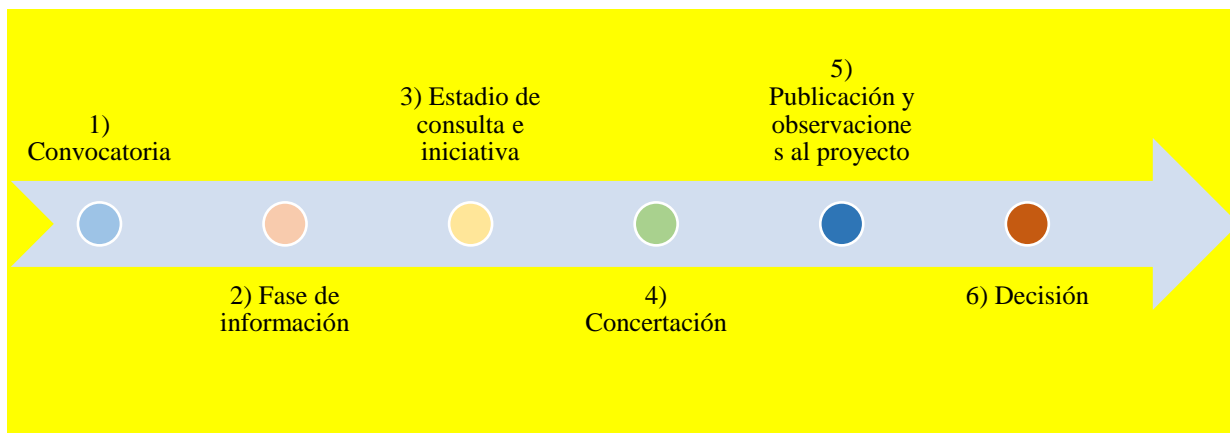 1)
Convocatoria
2) Fase de
información
3) Estadio de
consulta e
iniciativa
4)
Concertación
5)
Publicación y
observacione
s al proyecto
6) Decisión